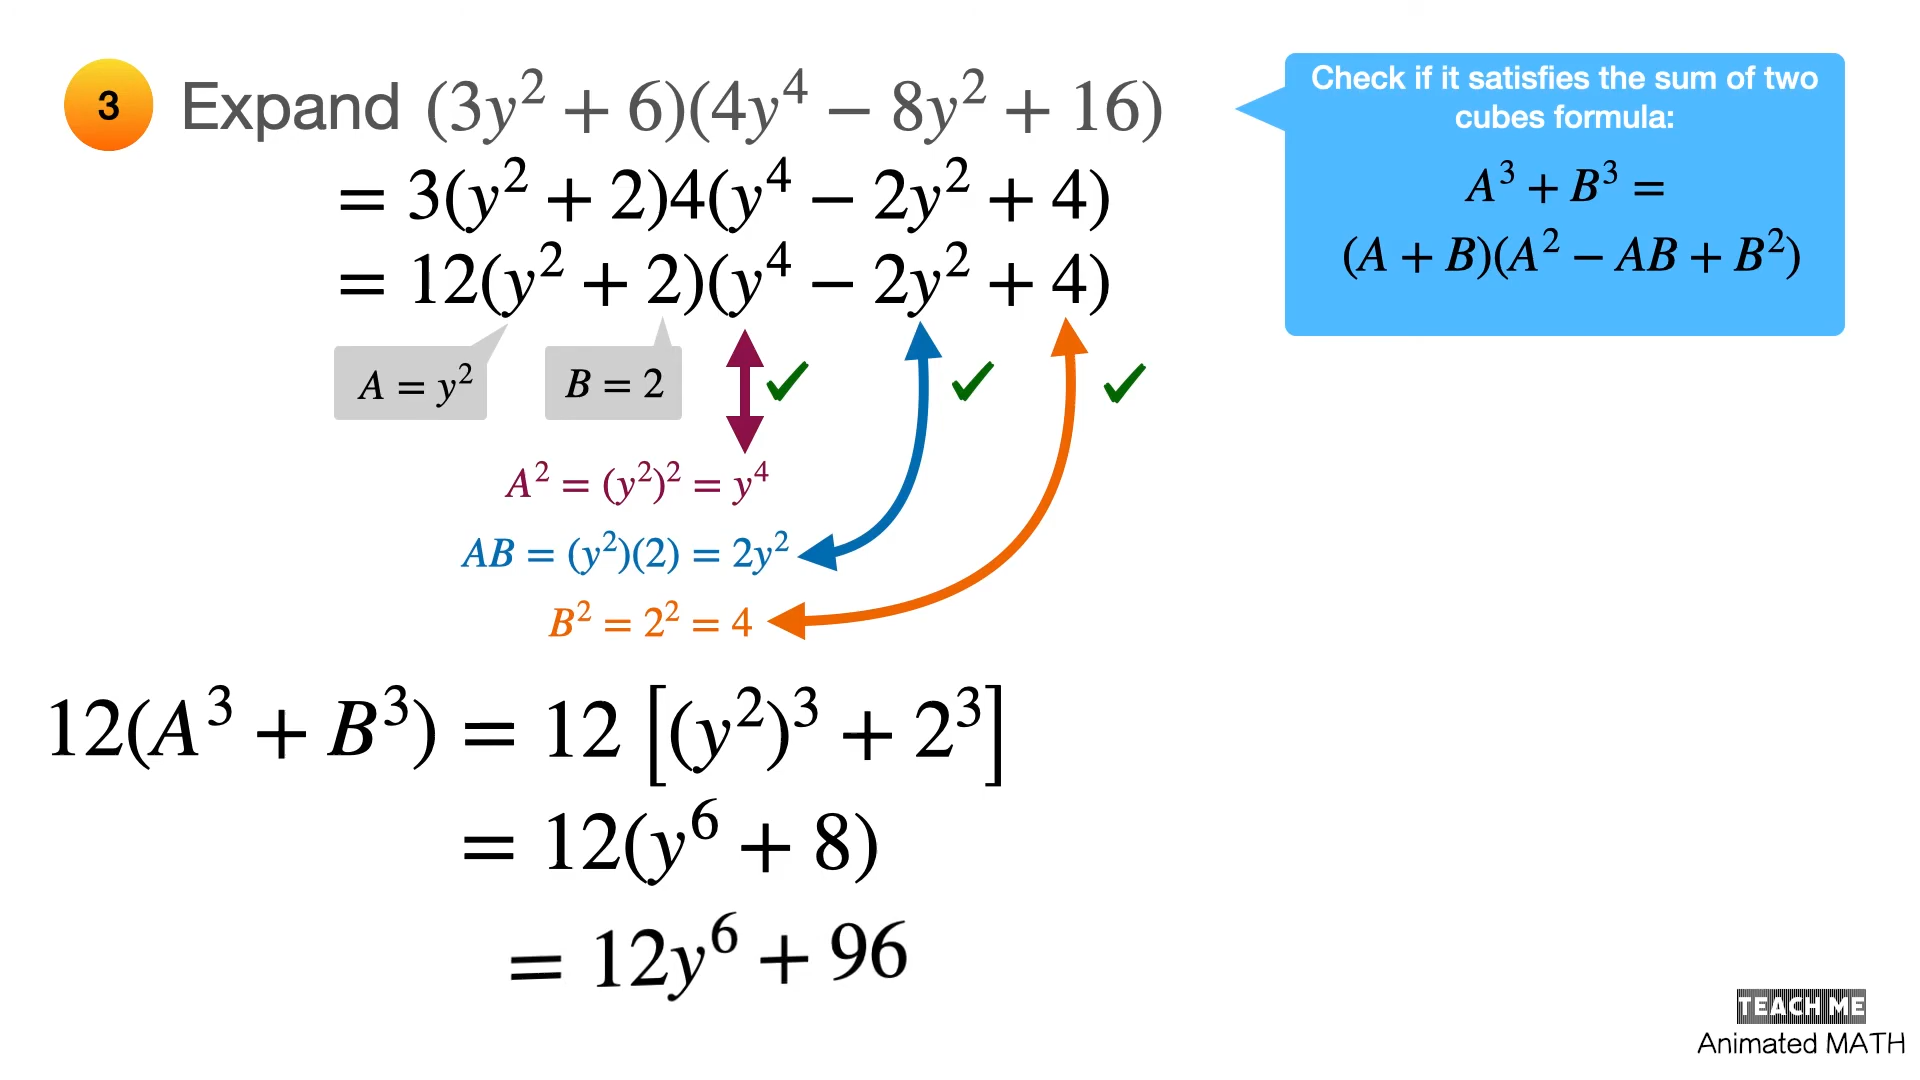 3 Expand (3y² + 6)(4y⁴ − 8y² + 16)
= 3(y² + 2)4(y⁴ − 2y² + 4)
= 12(y² + 2)(y⁴ − 2y² + 4)
A = y² B = 2
A² = (y²)² = y⁴
AB = (y²)(2) = 2y²
B² = 2² = 4
12(A³ + B³) = 12 [(y²)³ + 2³]
= 12(y⁶ + 8)
= 12y⁶ + 96
Check if it satisfies the sum of two
cubes formula:
A³ + B³ =
(A + B)(A² − AB + B²)
TEACH ME
Animated MATH